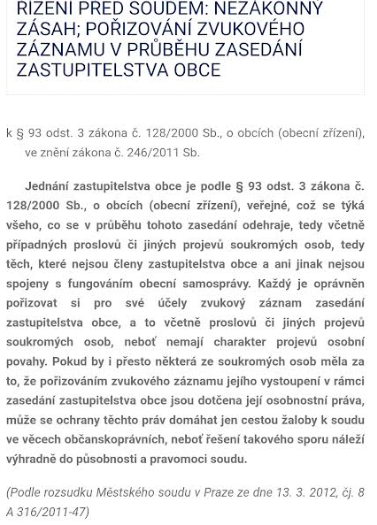 ŘÍZENÍ PŘED SOUDEM: NEZÁKONNÝ
ZÁSAH; POŘIZOVÁNÍ ZVUKOVÉHO
ZÁZNAMU V PRŮBĚHU ZASEDÁNÍ
ZASTUPITELSTVA OBCE
k § 93 odst. 3 zákona č. 128/2000 Sb., o obcích (obecní zřízení),
ve znění zákona č. 246/2011 Sb.
Jednání zastupitelstva obce je podle § 93 odst. 3 zákona č.
128/2000 Sb., o obcích (obecní zřízení), veřejné, což se týká
všeho, co se v průběhu tohoto zasedání odehraje, tedy včetně
případných proslovů či jiných projevů soukromých osob, tedy
těch, které nejsou členy zastupitelstva obce a ani jinak nejsou
spojeny s fungováním obecní samosprávy. Každý je oprávněn
pořizovat si pro své účely zvukový záznam zasedání
zastupitelstva obce, a to včetně proslovů či jiných projevů
soukromých osob, neboť nemají charakter projevů osobní
povahy. Pokud by i přesto některá ze soukromých osob měla za
to, že pořizováním zvukového záznamu jejího vystoupení v rámci
zasedání zastupitelstva obce jsou dotčena její osobnostní práva,
může se ochrany těchto práv domáhat jen cestou žaloby k soudu
ve věcech občanskoprávních, neboť řešení takového sporu náleží
výhradně do působnosti a pravomoci soudu.
(Podle rozsudku Městského soudu v Praze ze dne 13. 3. 2012, čj. 8
A 316/2011-47)